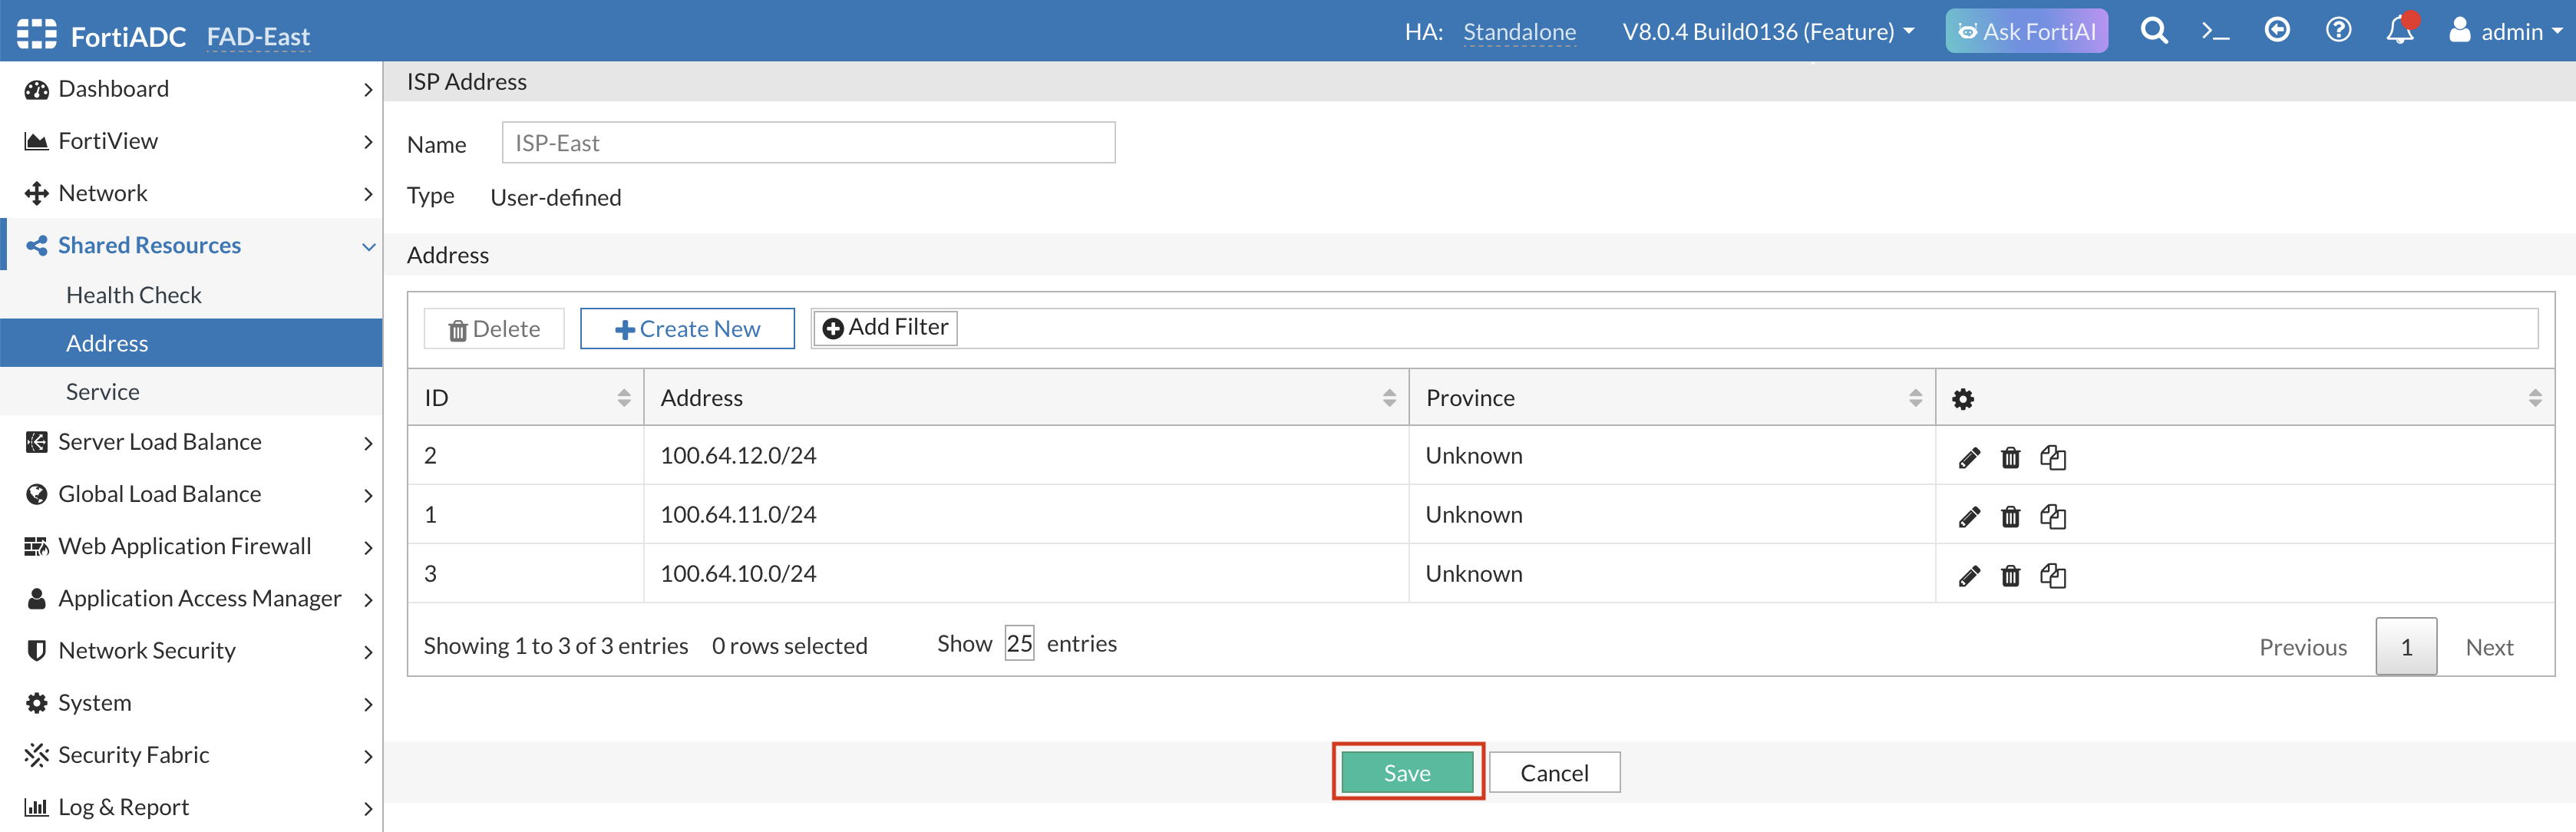 FortiADC FAD-East HA: Standalone V8.0.4 Build0136 (Feature) Ask FortiAI admin
Dashboard
FortiView
Network
Shared Resources
Health Check
Address
Service
Server Load Balance
Global Load Balance
Web Application Firewall
Application Access Manager
Network Security
System
Security Fabric
Log & Report
ISP Address
Name ISP-East
Type User-defined
Address
Delete Create New Add Filter
ID Address Province
2 100.64.12.0/24 Unknown
1 100.64.11.0/24 Unknown
3 100.64.10.0/24 Unknown
Showing 1 to 3 of 3 entries 0 rows selected Show 25 entries Previous 1 Next
Save Cancel